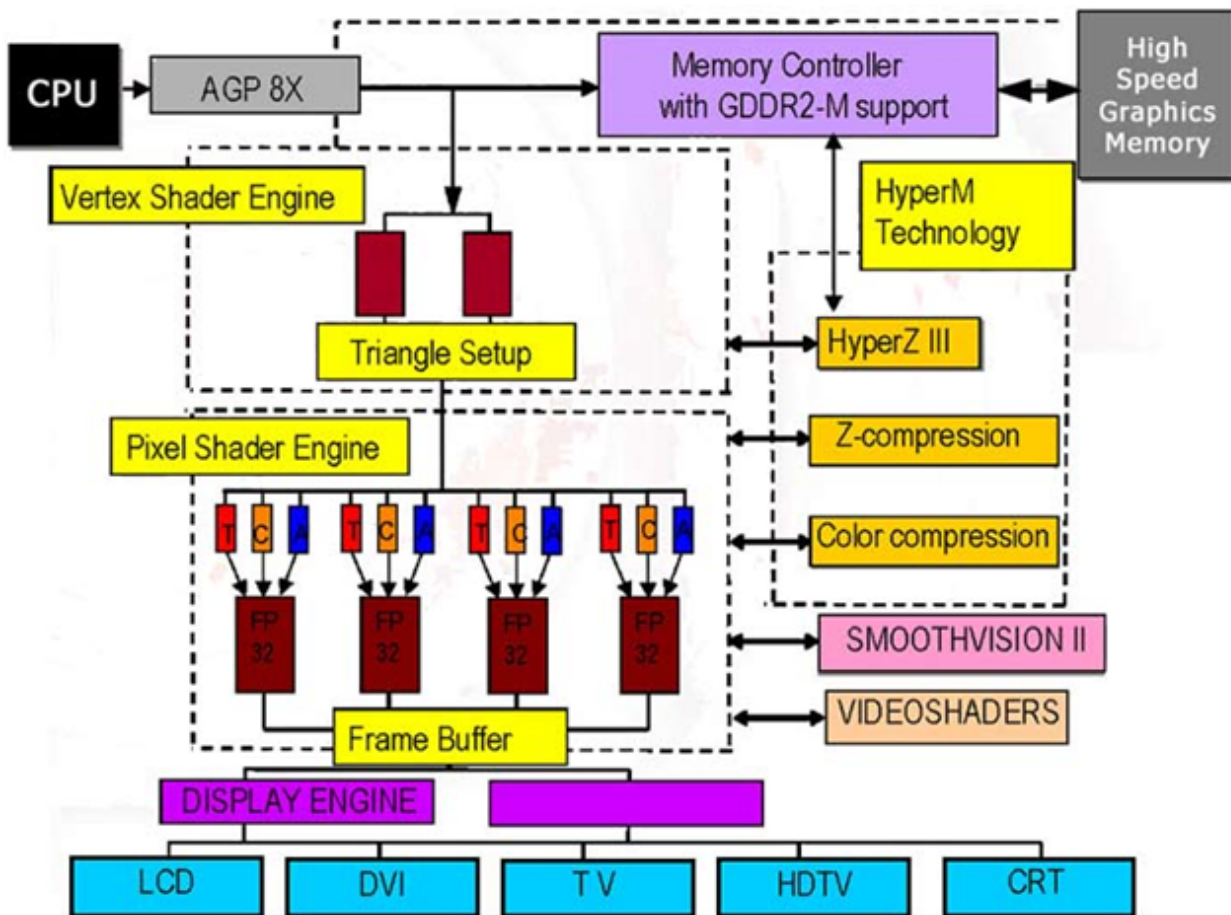 CPU
AGP 8X
Memory Controller
with GDDR2-M support
High
Speed
Graphics
Memory
Vertex Shader Engine
HyperM
Technology
Triangle Setup
HyperZ III
Pixel Shader Engine
Z-compression
T C A T C A T C A T C A
Color compression
FP
32
FP
32
FP
32
FP
32
SMOOTHVISION II
VIDEOSHADERS
Frame Buffer
DISPLAY ENGINE
LCD
DVI
T V
HDTV
CRT